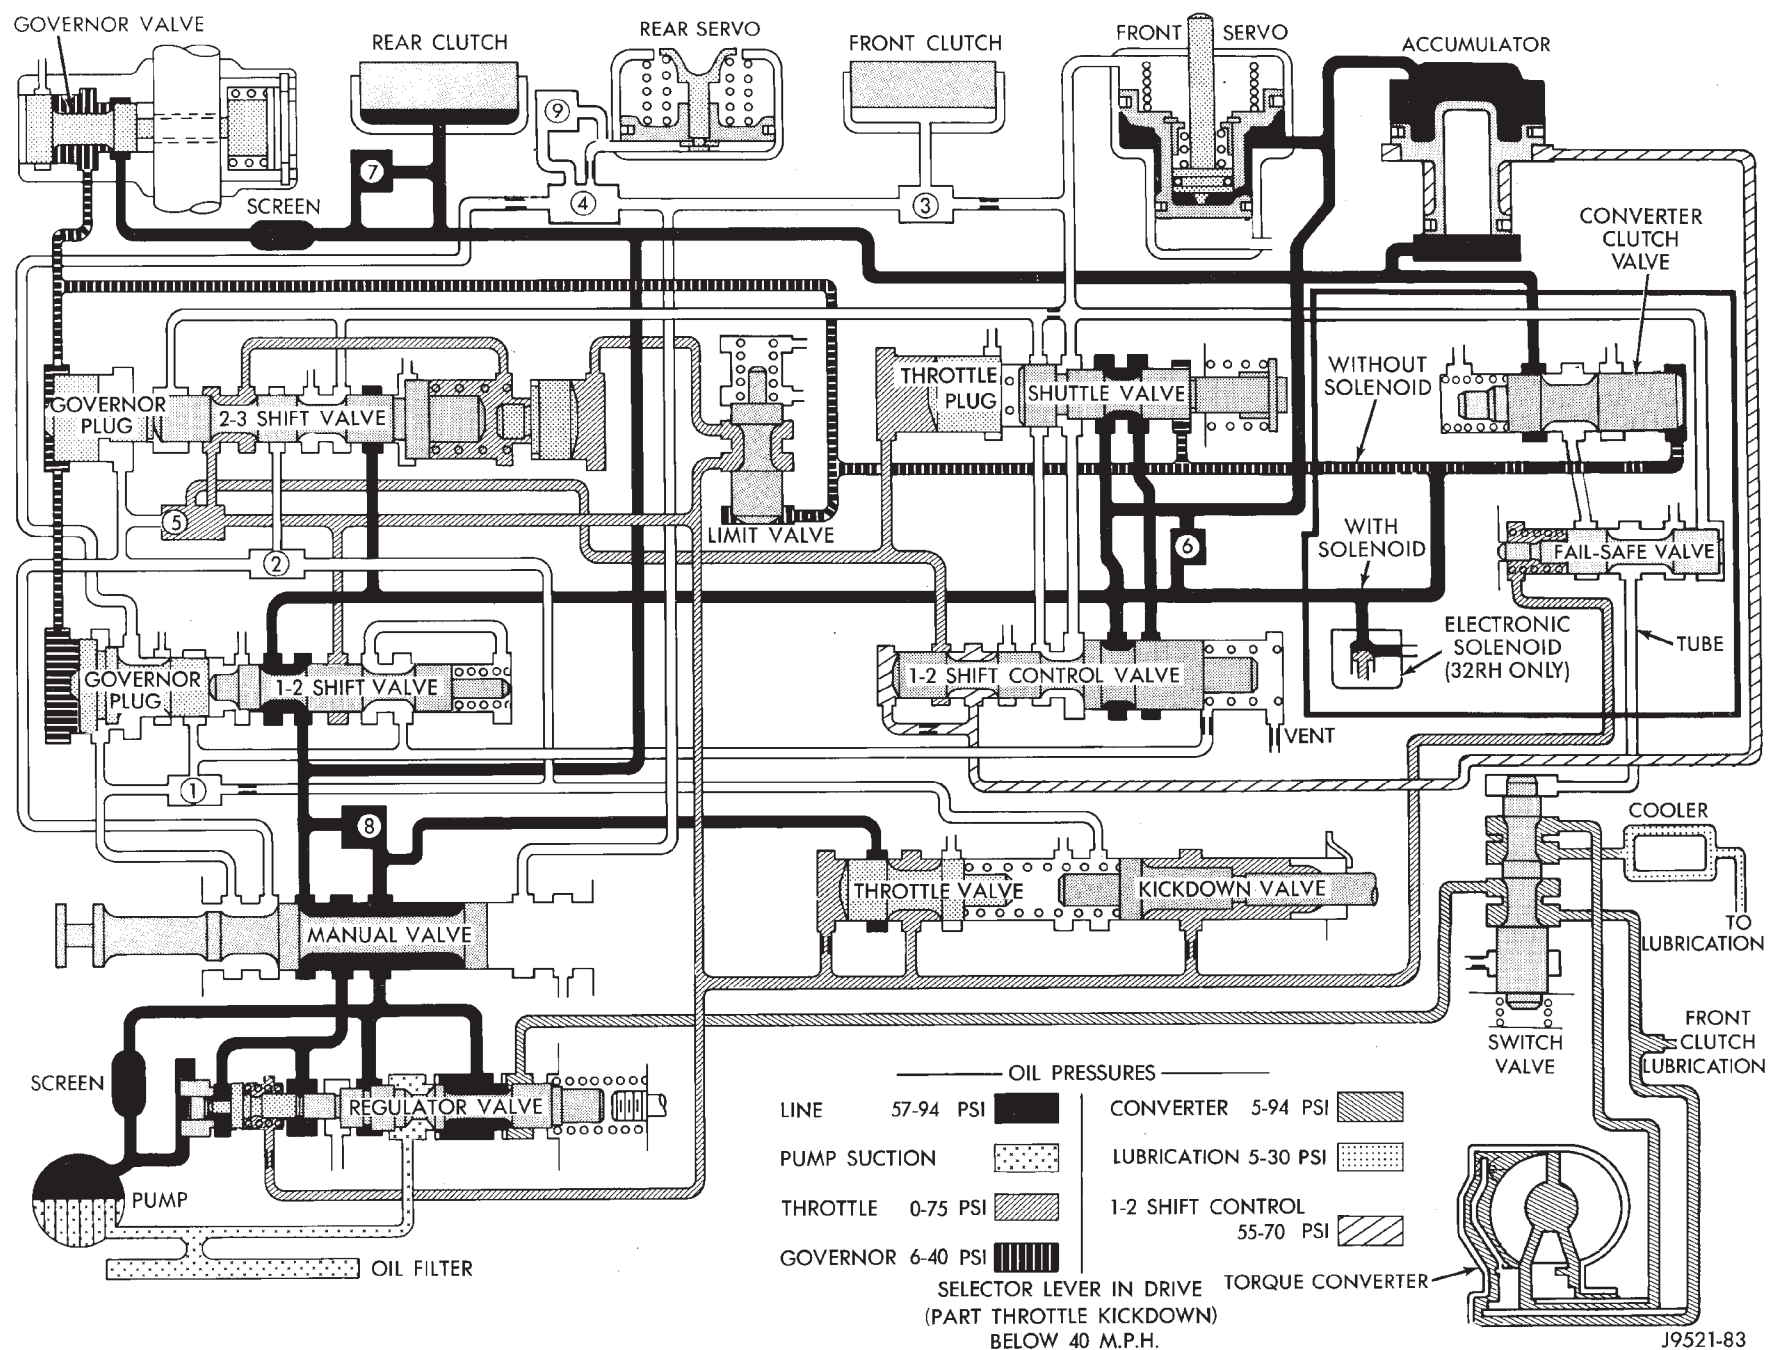 GOVERNOR VALVE
REAR CLUTCH
REAR SERVO
FRONT CLUTCH
FRONT SERVO
ACCUMULATOR
9
7
4
3
SCREEN
CONVERTER
CLUTCH
VALVE
WITHOUT
SOLENOID
GOVERNOR
PLUG
2-3 SHIFT VALVE
THROTTLE
PLUG
SHUTTLE VALVE
5
LIMIT VALVE
2
6
WITH
SOLENOID
FAIL-SAFE VALVE
ELECTRONIC
SOLENOID
(32RH ONLY)
TUBE
GOVERNOR
PLUG
1-2 SHIFT VALVE
1-2 SHIFT CONTROL VALVE
VENT
1
8
COOLER
THROTTLE VALVE
KICKDOWN VALVE
MANUAL VALVE
TO
LUBRICATION
SWITCH
VALVE
FRONT
CLUTCH
LUBRICATION
SCREEN
REGULATOR VALVE
PUMP
OIL FILTER
OIL PRESSURES
LINE 57-94 PSI
PUMP SUCTION
THROTTLE 0-75 PSI
GOVERNOR 6-40 PSI
CONVERTER 5-94 PSI
LUBRICATION 5-30 PSI
1-2 SHIFT CONTROL
55-70 PSI
TORQUE CONVERTER
SELECTOR LEVER IN DRIVE
(PART THROTTLE KICKDOWN)
BELOW 40 M.P.H.
J9521-83